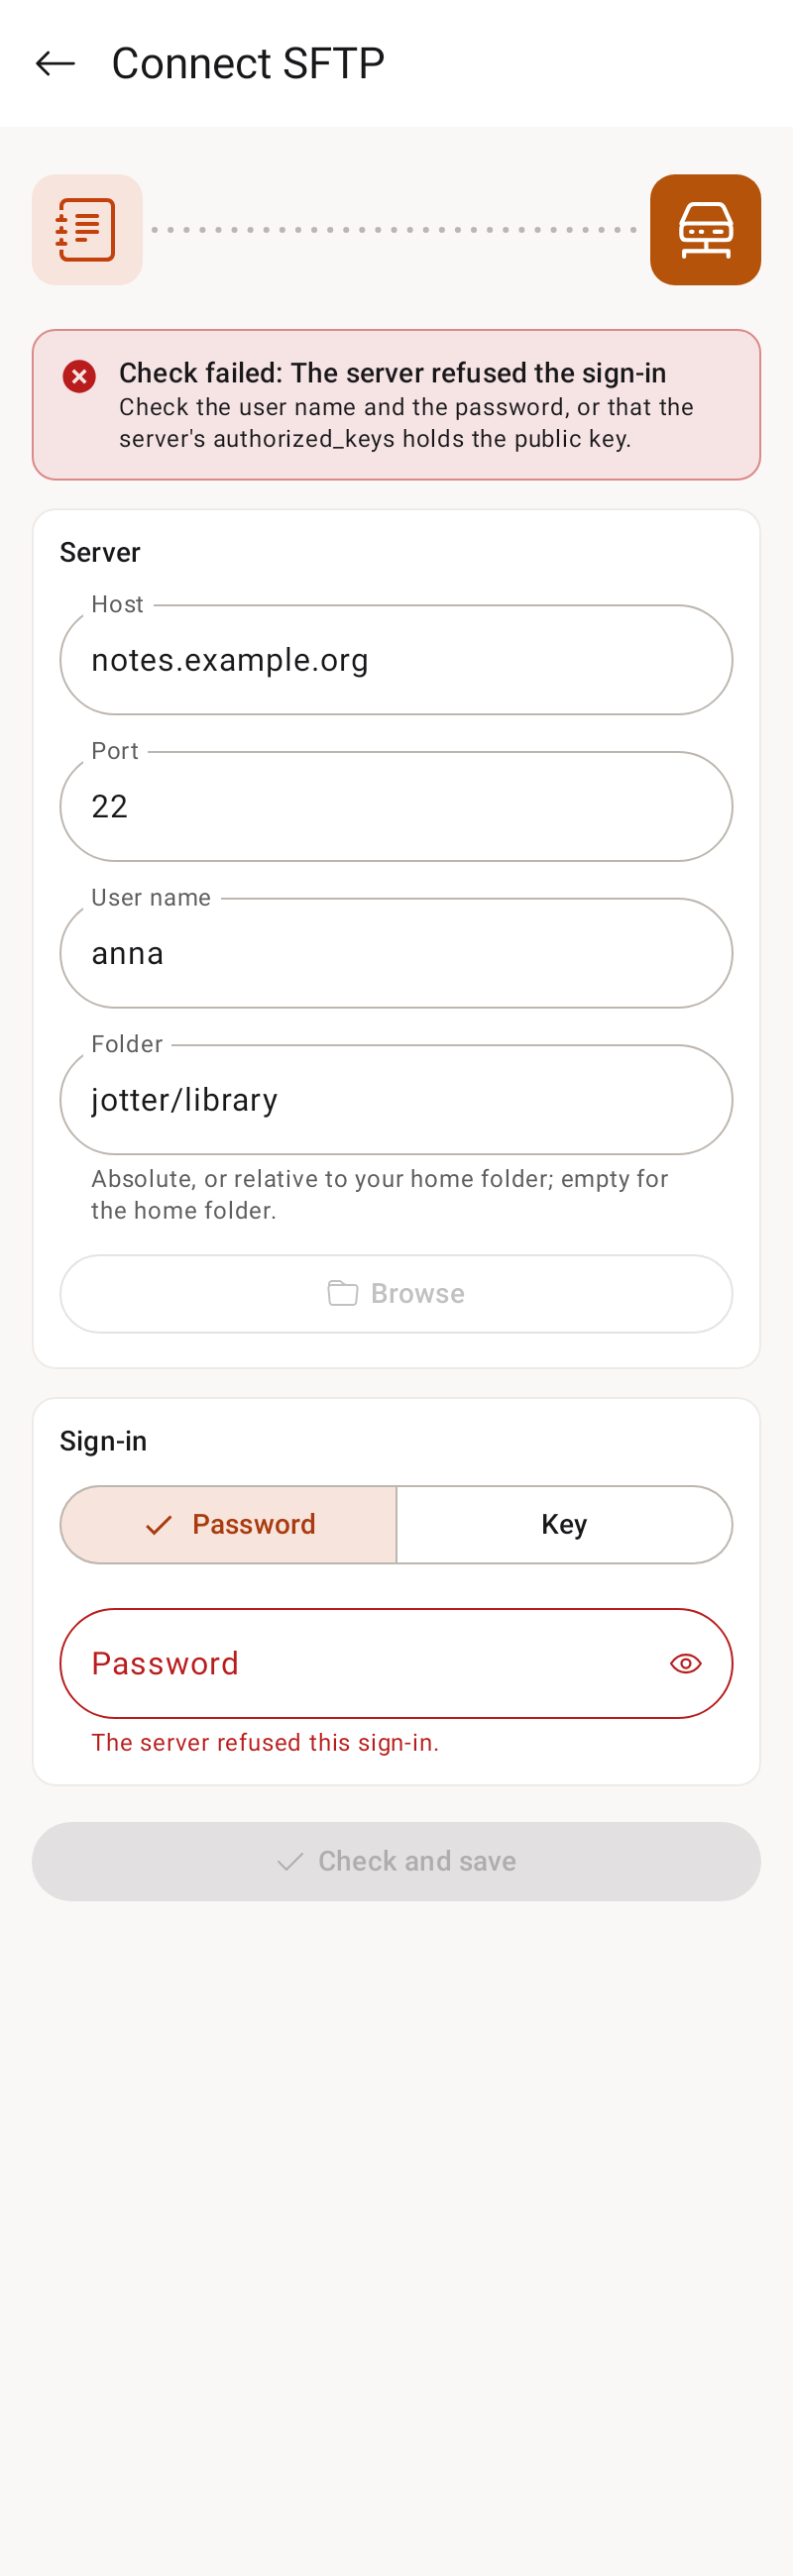 Connect SFTP
Check failed: The server refused the sign-in
Check the user name and the password, or that the
server's authorized_keys holds the public key.
Server
Host
notes.example.org
Port
22
User name
anna
Folder
jotter/library
Absolute, or relative to your home folder; empty for
the home folder.
Browse
Sign-in
Password
Key
Password
The server refused this sign-in.
Check and save